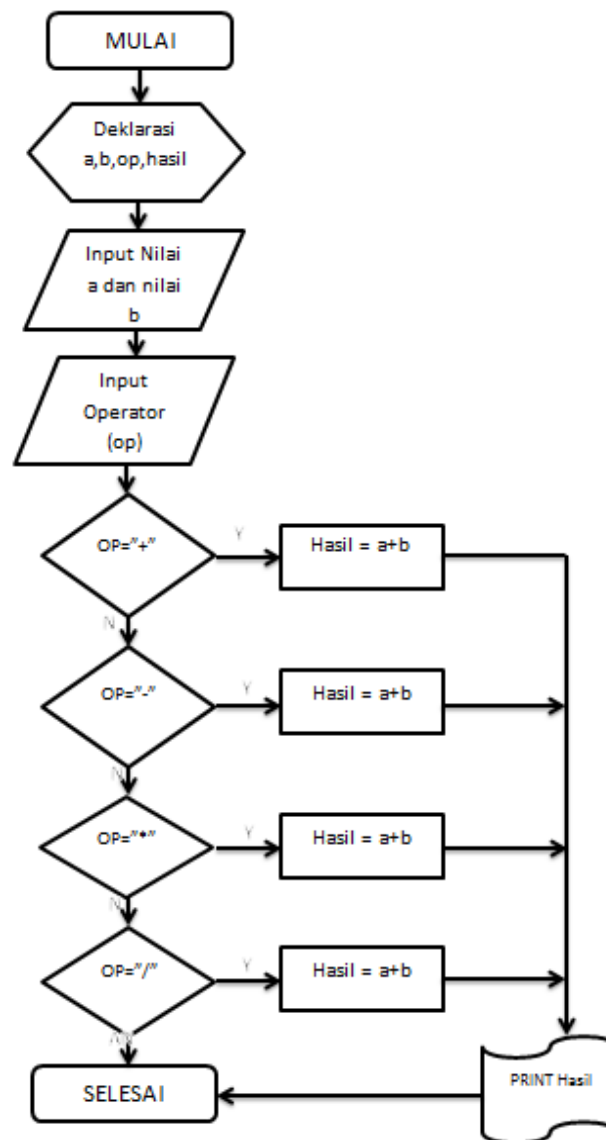 MULAI
Deklarasi
a,b,op,hasil
Input Nilai
a dan nilai
b
Input
Operator
(op)
OP="+"
Y
Hasil = a+b
N
OP="-"
Y
Hasil = a+b
N
OP="*"
Y
Hasil = a+b
N
OP="/"
Y
Hasil = a+b
PRINT Hasil
SELESAI